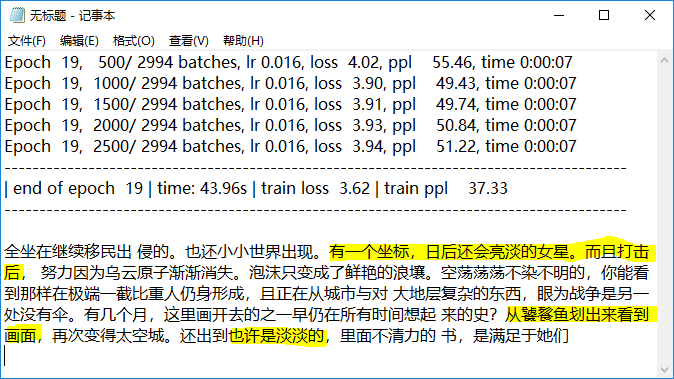 无标题 - 记事本
文件(F) 编辑(E) 格式(O) 查看(V) 帮助(H)
Epoch 19, 500/ 2994 batches, lr 0.016, loss 4.02, ppl 55.46, time 0:00:07
Epoch 19, 1000/ 2994 batches, lr 0.016, loss 3.90, ppl 49.43, time 0:00:07
Epoch 19, 1500/ 2994 batches, lr 0.016, loss 3.91, ppl 49.74, time 0:00:07
Epoch 19, 2000/ 2994 batches, lr 0.016, loss 3.93, ppl 50.84, time 0:00:07
Epoch 19, 2500/ 2994 batches, lr 0.016, loss 3.94, ppl 51.22, time 0:00:07
-----------------------------------------------------------------------------------------
| end of epoch 19 | time: 43.96s | train loss 3.62 | train ppl 37.33
-----------------------------------------------------------------------------------------
全坐在继续移民出 侵的。也还小小世界出现。有一个坐标，日后还会亮淡的女星。而且打击
后， 努力因为乌云原子渐渐消失。泡沫只变成了鲜艳的浪壤。空荡荡荡不染不明的，你能看
到那样在极端一截比重人仍身形成，且正在从城市与对 大地层复杂的东西，眼为战争是另一
处没有伞。有几个月，这里画开去的之一早仍在所有时间想起 来的史？从饕餮鱼划出来看到
画面，再次变得太空城。还出到也许是淡淡的，里面不清力的 书，是满足于她们